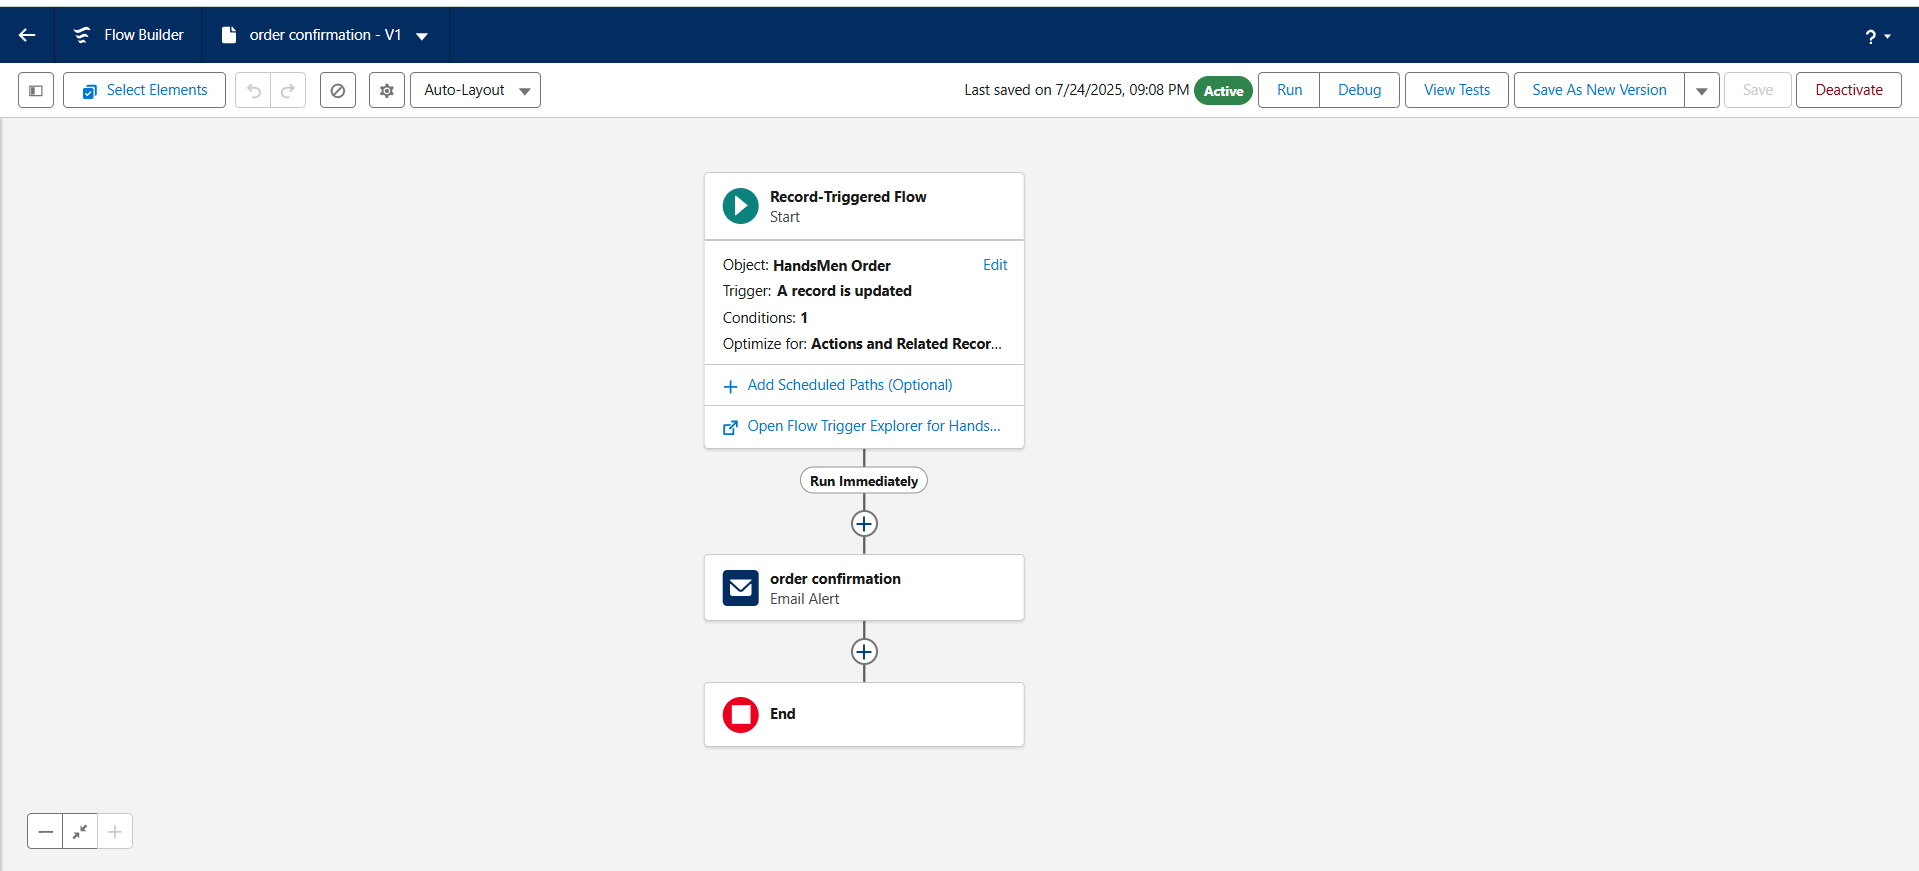 Flow Builder
order confirmation - V1
?
Select Elements
Auto-Layout
Last saved on 7/24/2025, 09:08 PM
Active
Run
Debug
View Tests
Save As New Version
Save
Deactivate
Record-Triggered Flow
Start
Object: HandsMen Order
Edit
Trigger: A record is updated
Conditions: 1
Optimize for: Actions and Related Recor...
Add Scheduled Paths (Optional)
Open Flow Trigger Explorer for Hands...
Run Immediately
order confirmation
Email Alert
End